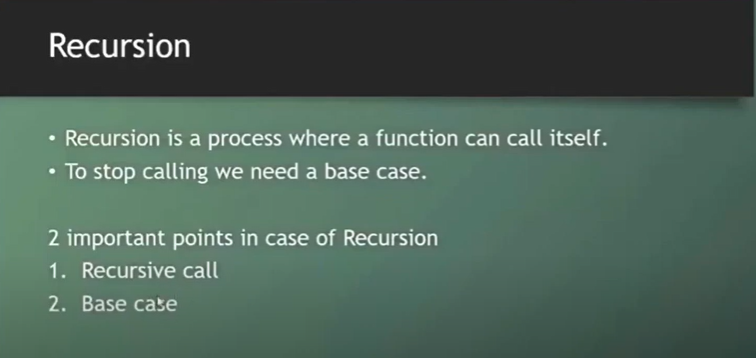 Recursion
• Recursion is a process where a function can call itself.
• To stop calling we need a base case.
2 important points in case of Recursion
1. Recursive call
2. Base case